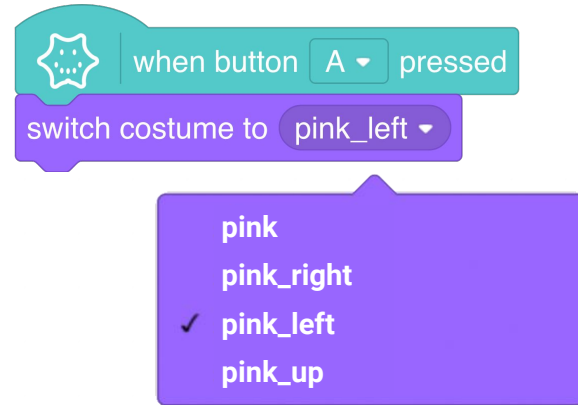 when button A pressed
switch costume to pink_left
pink
pink_right
pink_left
pink_up